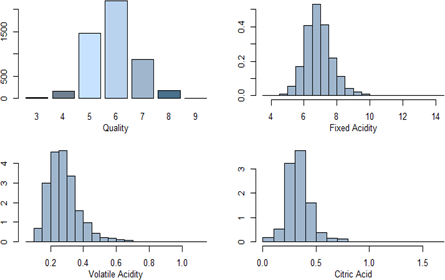 1500
500
0
3 4 5 6 7 8 9
Quality
0.4
0.2
0.0
4 6 8 10 12 14
Fixed Acidity
4
3
2
1
0
0.2 0.4 0.6 0.8 1.0
Volatile Acidity
3
2
1
0
0.0 0.5 1.0 1.5
Citric Acid